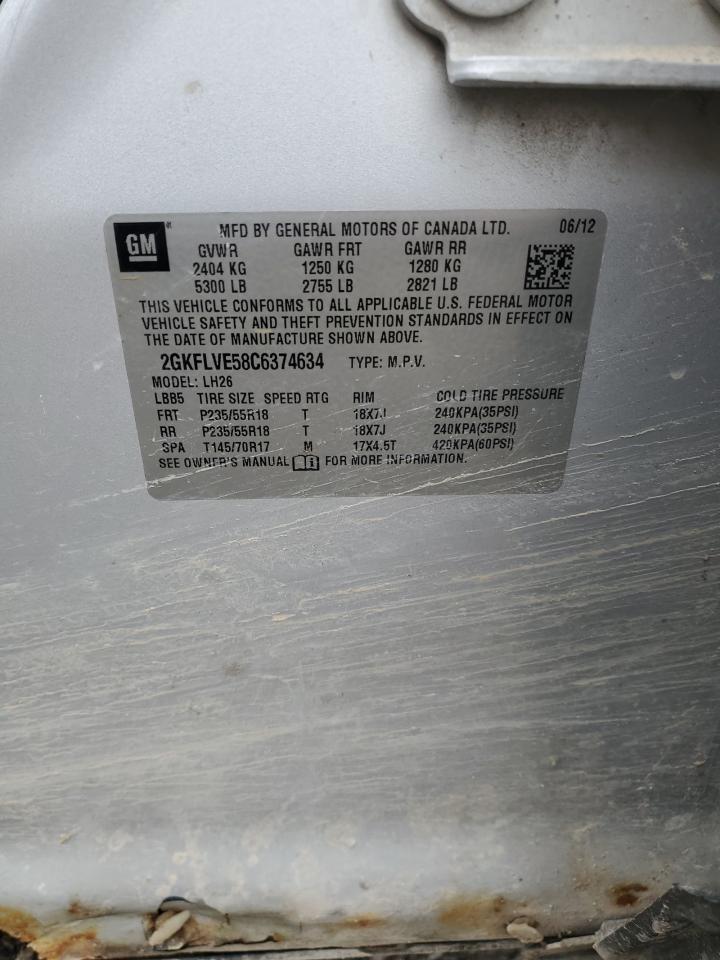 GM MFD BY GENERAL MOTORS OF CANADA LTD. 06/12
GVWR GAWR FRT GAWR RR
2404 KG 1250 KG 1280 KG
5300 LB 2755 LB 2821 LB
THIS VEHICLE CONFORMS TO ALL APPLICABLE U.S. FEDERAL MOTOR
VEHICLE SAFETY AND THEFT PREVENTION STANDARDS IN EFFECT ON
THE DATE OF MANUFACTURE SHOWN ABOVE.
2GKFLVE58C6374634 TYPE: M.P.V.
MODEL: LH26
LBB5 TIRE SIZE SPEED RTG RIM COLD TIRE PRESSURE
FRT P235/55R18 T 18X7J 240KPA(35PSI)
RR P235/55R18 T 18X7J 240KPA(35PSI)
SPA T145/70R17 M 17X4.5T 420KPA(60PSI)
SEE OWNER'S MANUAL FOR MORE INFORMATION.